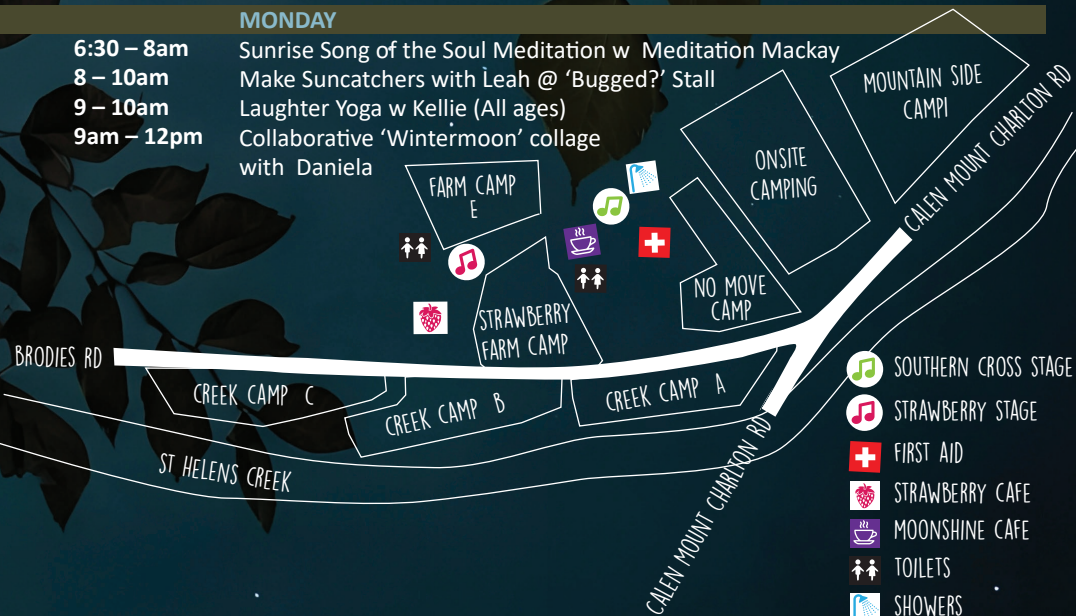 MONDAY
6:30 – 8am Sunrise Song of the Soul Meditation w Meditation Mackay
8 – 10am Make Suncatchers with Leah @ ‘Bugged?’ Stall
9 – 10am Laughter Yoga w Kellie (All ages)
9am – 12pm Collaborative ‘Wintermoon’ collage
with Daniela
MOUNTAIN SIDE
CAMPI
CALEN MOUNT CHARLTON RD
ONSITE
CAMPING
FARM CAMP
E
NO MOVE
CAMP
STRAWBERRY
FARM CAMP
BRODIES RD
CREEK CAMP C
CREEK CAMP B
CREEK CAMP A
ST HELENS CREEK
CALEN MOUNT CHARLTON RD
SOUTHERN CROSS STAGE
STRAWBERRY STAGE
FIRST AID
STRAWBERRY CAFE
MOONSHINE CAFE
TOILETS
SHOWERS